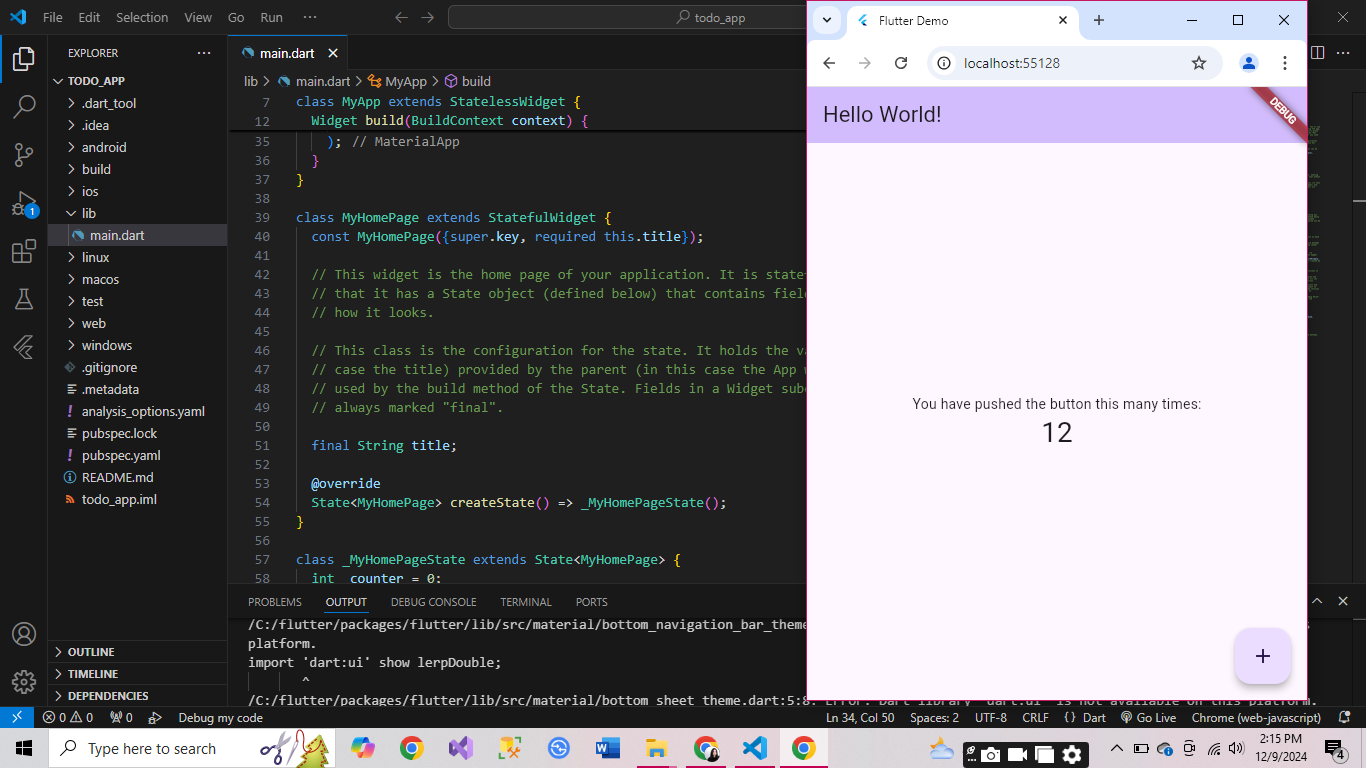 File Edit Selection View Go Run ···
todo_app
EXPLORER
TODO_APP
.dart_tool
.idea
android
build
ios
lib
main.dart
linux
macos
test
web
windows
.gitignore
.metadata
analysis_options.yaml
pubspec.lock
pubspec.yaml
README.md
todo_app.iml
OUTLINE
TIMELINE
DEPENDENCIES
1
main.dart
lib > main.dart > MyApp > build
7 class MyApp extends StatelessWidget {
12 Widget build(BuildContext context) {
35 ); // MaterialApp
36 }
37 }
38
39 class MyHomePage extends StatefulWidget {
40 const MyHomePage({super.key, required this.title});
41
42 // This widget is the home page of your application. It is state
43 // that it has a State object (defined below) that contains fiel
44 // how it looks.
45
46 // This class is the configuration for the state. It holds the v
47 // case the title) provided by the parent (in this case the App
48 // used by the build method of the State. Fields in a Widget sub
49 // always marked "final".
50
51 final String title;
52
53 @override
54 State<MyHomePage> createState() => _MyHomePageState();
55 }
56
57 class _MyHomePageState extends State<MyHomePage> {
58 int _counter = 0;
PROBLEMS OUTPUT DEBUG CONSOLE TERMINAL PORTS
/C:/flutter/packages/flutter/lib/src/material/bottom_navigation_bar_theme
platform.
import 'dart:ui' show lerpDouble;
^
/C:/flutter/packages/flutter/lib/src/material/bottom_sheet_theme.dart:5:8: Error: Dart library 'dart:ui' is not available on this platform.
Flutter Demo
localhost:55128
Hello World!
DEBUG
You have pushed the button this many times:
12
+
0 0 0 Debug my code
Ln 34, Col 50 Spaces: 2 UTF-8 CRLF {} Dart Go Live Chrome (web-javascript)
Type here to search
2:15 PM
12/9/2024
4